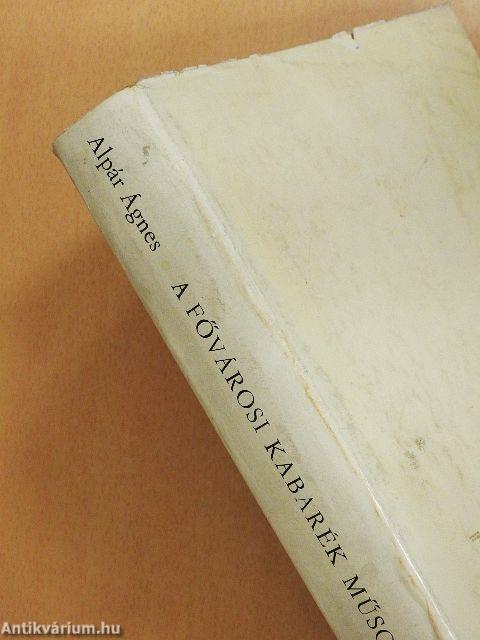 Alpár Ágnes A FŐVÁROSI KABARÉK MŰSO
Antikvárium.hu